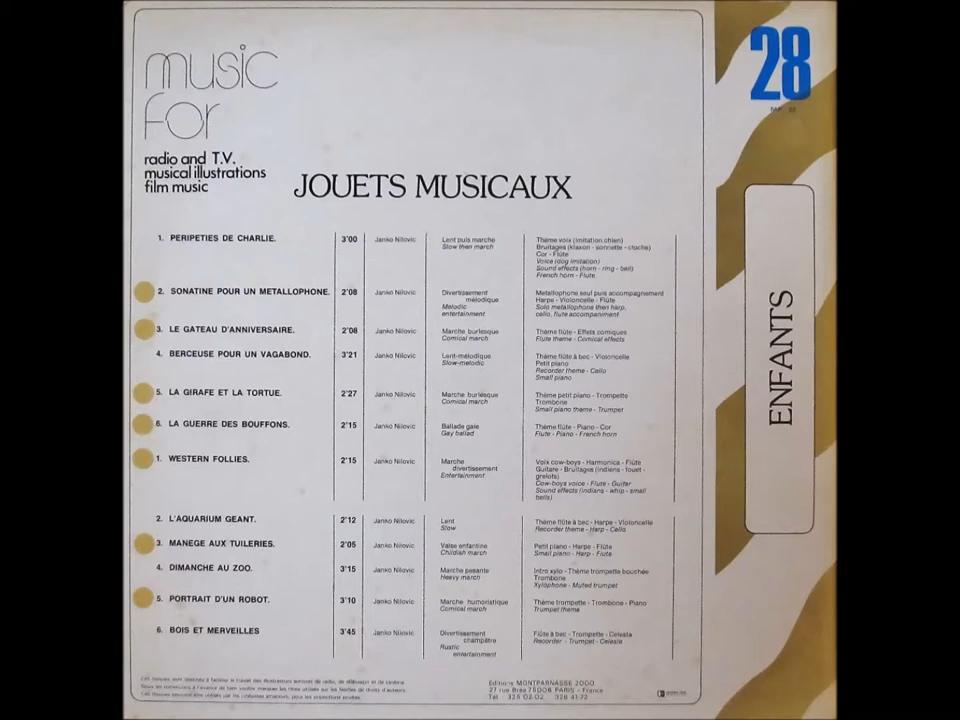 music
for
radio and T.V.
musical illustrations
film music
JOUETS MUSICAUX
28
ENFANTS
1. PERIPETIES DE CHARLIE. 3'00 Janko Nilovic Lent puis marche Thème voix (imitation chien)
Slow then march Bruitages (klaxon - sonnette - cloche)
Cor - Flûte
Voice (dog imitation)
Sound effects (horn - ring - bell)
French horn - Flute
2. SONATINE POUR UN METALLOPHONE. 2'08 Janko Nilovic Divertissement Metallophone seul puis accompagnement
mélodique Harpe - Violoncelle - Flûte
Melodic Solo metallophone then harp,
entertainment cello, flute accompaniment
3. LE GATEAU D'ANNIVERSAIRE. 2'08 Janko Nilovic Marche burlesque Thème flûte - Effets comiques
Comical march Flute theme - Comical effects
4. BERCEUSE POUR UN VAGABOND. 3'21 Janko Nilovic Lent-mélodique Thème flûte à bec - Violoncelle
Slow-melodic Petit piano
Recorder theme - Cello
Small piano
5. LA GIRAFE ET LA TORTUE. 2'27 Janko Nilovic Marche burlesque Thème petit piano - Trompette
Comical march Trombone
Small piano theme - Trumpet
6. LA GUERRE DES BOUFFONS. 2'15 Janko Nilovic Ballade gaie Thème flûte - Piano - Cor
Gay ballad Flute - Piano - French horn
1. WESTERN FOLLIES. 2'15 Janko Nilovic Marche Voix cow-boys - Harmonica - Flûte
divertissement Guitare - Bruitages (indiens - fouet -
Entertainment grelots)
Cow-boys voice - Flute - Guitar
Sound effects (indians - whip - small
bells)
2. L'AQUARIUM GEANT. 2'12 Janko Nilovic Lent Thème flûte à bec - Harpe - Violoncelle
Slow Recorder theme - Harp - Cello
3. MANEGE AUX TUILERIES. 2'05 Janko Nilovic Valse enfantine Petit piano - Harpe - Flûte
Childish march Small piano - Harp - Flute
4. DIMANCHE AU ZOO. 3'15 Janko Nilovic Marche pesante Intro xylo - Thème trompette bouchée
Heavy march Trombone
Xylophone - Muted trumpet
5. PORTRAIT D'UN ROBOT. 3'10 Janko Nilovic Marche humoristique Thème trompette - Trombone - Piano
Comical march Trumpet theme
6. BOIS ET MERVEILLES 3'45 Janko Nilovic Divertissement Flûte à bec - Trompette - Celesta
champêtre Recorder - Trumpet - Celeste
Rustic
entertainment
Editions MONTPARNASSE 2000
27 rue Bréa 75006 PARIS - France
Tél